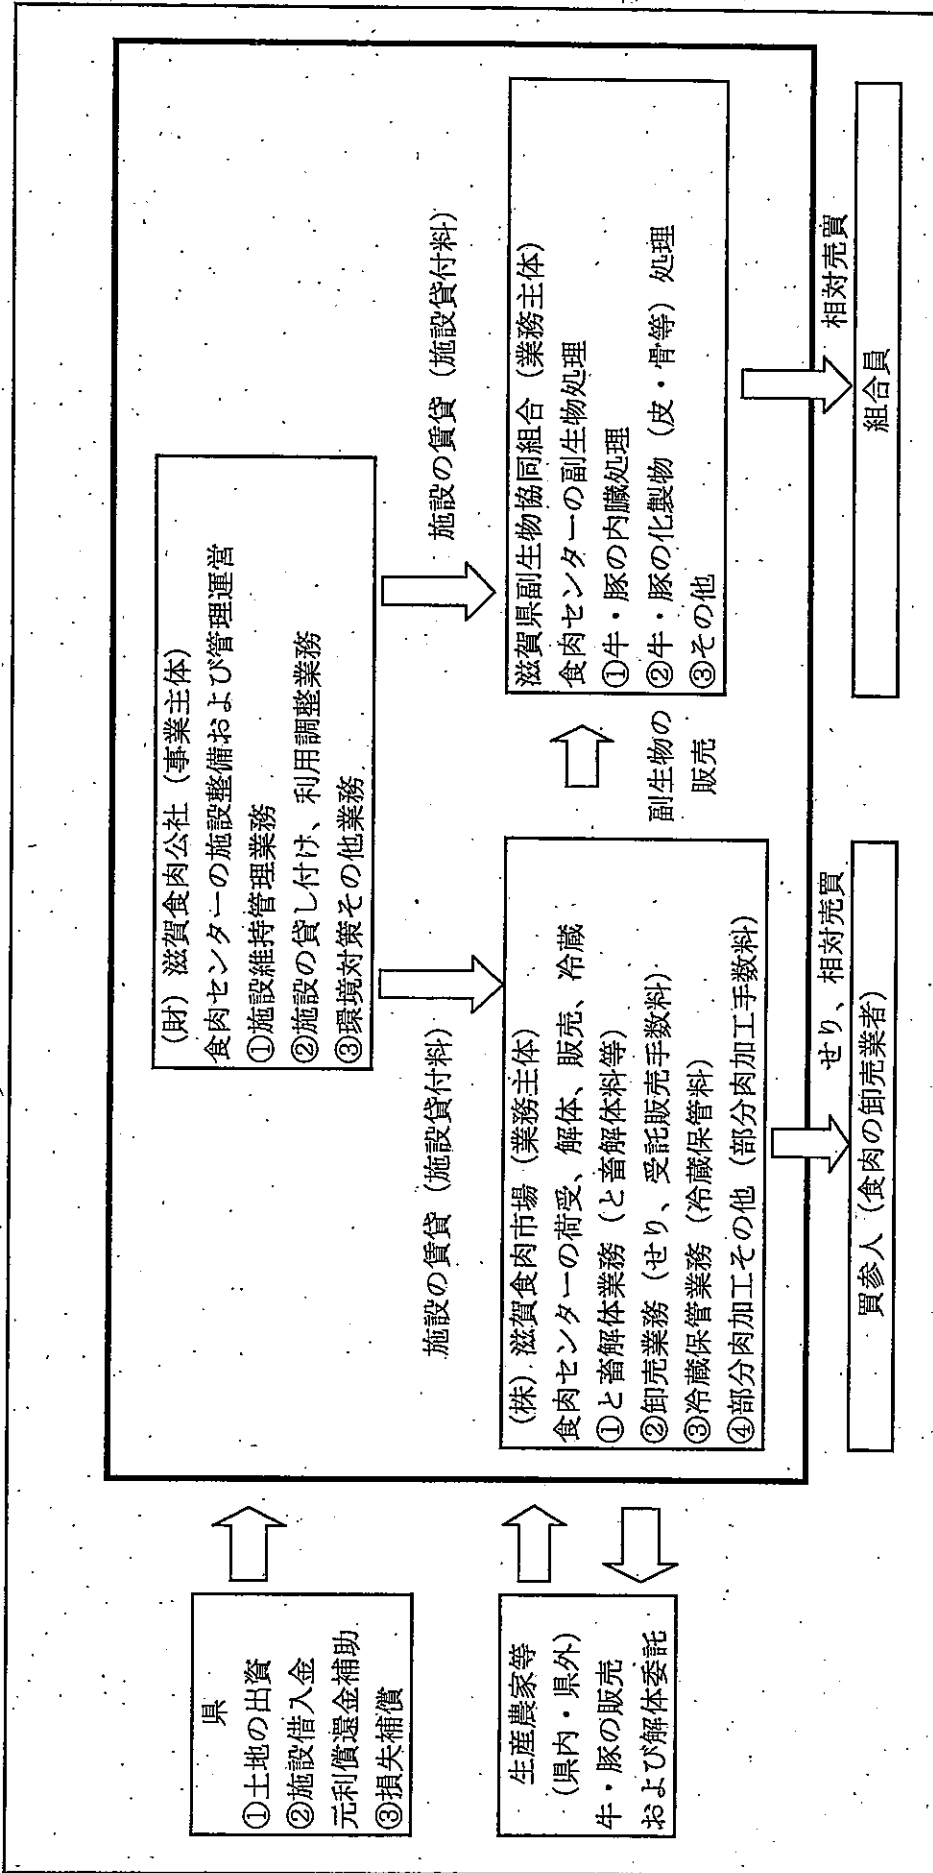 県
①土地の出資
②施設借入金
元利償還金補助
③損失補償
生産農家等
(県内・県外)
牛・豚の販売
および解体委託
(財)滋賀食肉公社(事業主体)
食肉センターの施設整備および管理運営
①施設維持管理業務
②施設の貸し付け、利用調整業務
③環境対策その他業務
施設の賃貸(施設貸付料)
施設の賃貸(施設貸付料)
(株)滋賀食肉市場(業務主体)
食肉センターの荷受、解体、販売、冷蔵
①と畜解体業務(と畜解体料等)
②卸売業務(せり、受託販売手数料)
③冷蔵保管業務(冷蔵保管料)
④部分肉加工その他(部分肉加工手数料)
副生物の
販売
滋賀県副生物協同組合(業務主体)
食肉センターの副生物処理
①牛・豚の内臓処理
②牛・豚の化製物(皮・骨等)処理
③その他
せり、相対売買
相対売買
買参人(食肉の卸売業者)
組合員